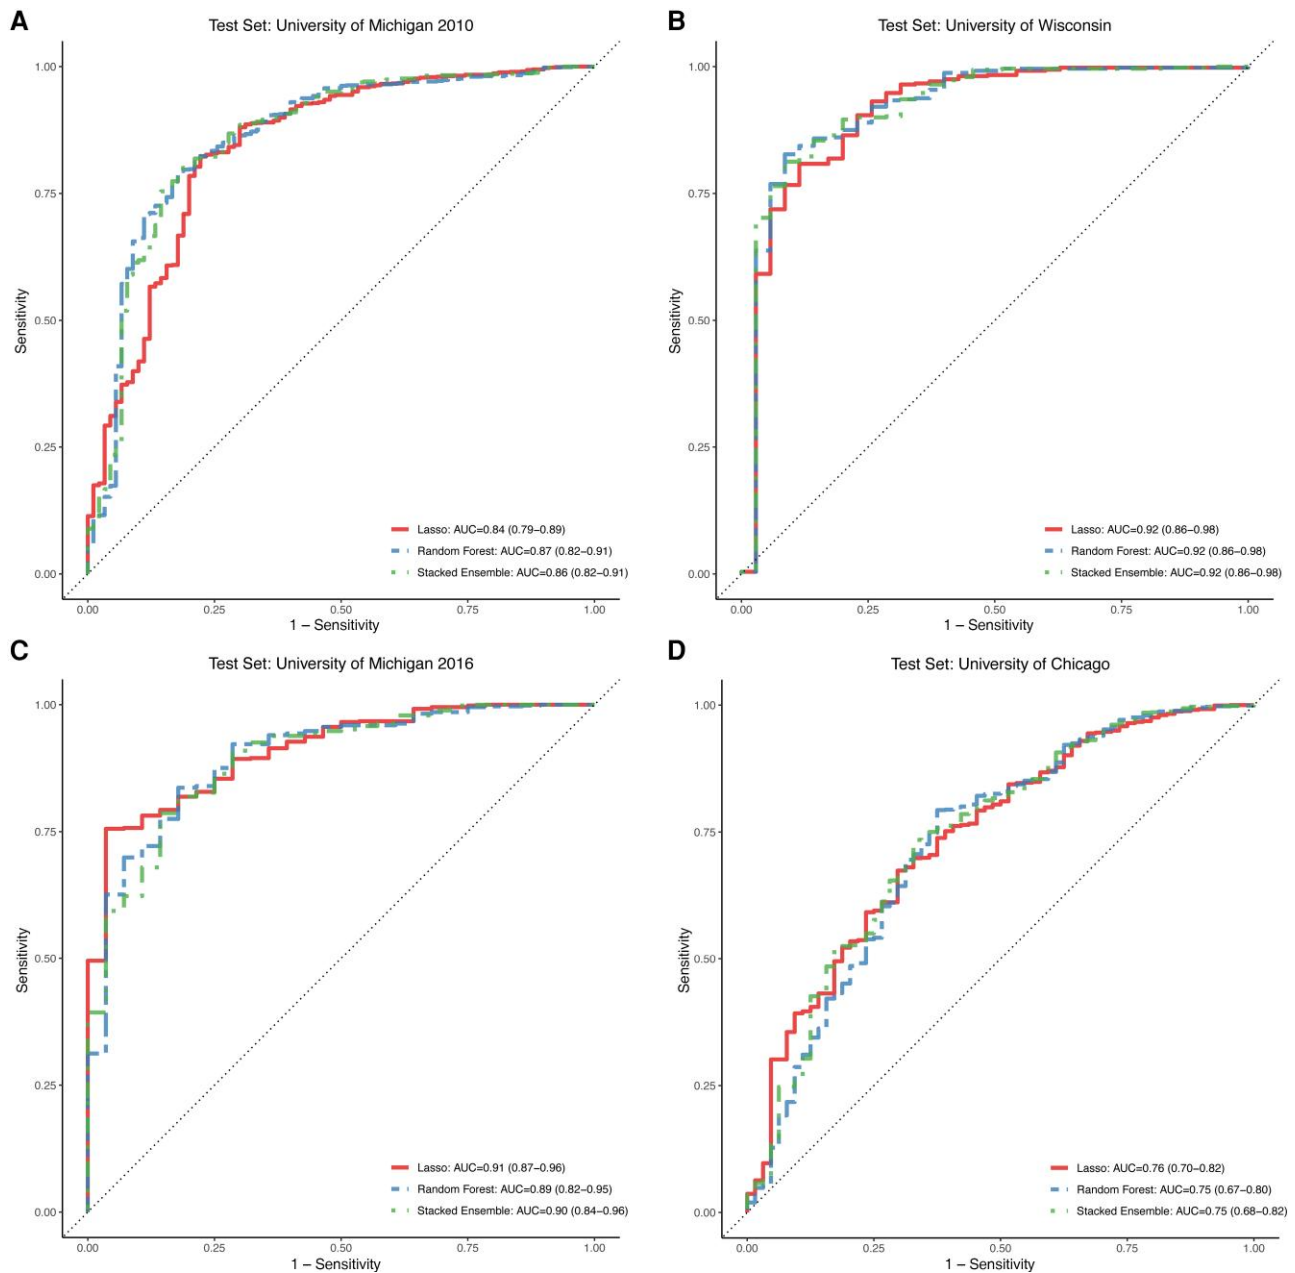 A
Test Set: University of Michigan 2010
1.00
0.75
0.50
0.25
0.00
Sensitivity
Lasso: AUC=0.84 (0.79–0.89)
Random Forest: AUC=0.87 (0.82–0.91)
Stacked Ensemble: AUC=0.86 (0.82–0.91)
0.00 0.25 0.50 0.75 1.00
1 – Sensitivity
B
Test Set: University of Wisconsin
1.00
0.75
0.50
0.25
0.00
Sensitivity
Lasso: AUC=0.92 (0.86–0.98)
Random Forest: AUC=0.92 (0.86–0.98)
Stacked Ensemble: AUC=0.92 (0.86–0.98)
0.00 0.25 0.50 0.75 1.00
1 – Sensitivity
C
Test Set: University of Michigan 2016
1.00
0.75
0.50
0.25
0.00
Sensitivity
Lasso: AUC=0.91 (0.87–0.96)
Random Forest: AUC=0.89 (0.82–0.95)
Stacked Ensemble: AUC=0.90 (0.84–0.96)
0.00 0.25 0.50 0.75 1.00
1 – Sensitivity
D
Test Set: University of Chicago
1.00
0.75
0.50
0.25
0.00
Sensitivity
Lasso: AUC=0.76 (0.70–0.82)
Random Forest: AUC=0.75 (0.67–0.80)
Stacked Ensemble: AUC=0.75 (0.68–0.82)
0.00 0.25 0.50 0.75 1.00
1 – Sensitivity